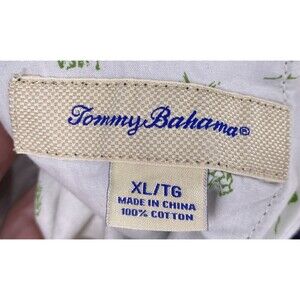 Tommy Bahama®
XL/TG
MADE IN CHINA
100% COTTON